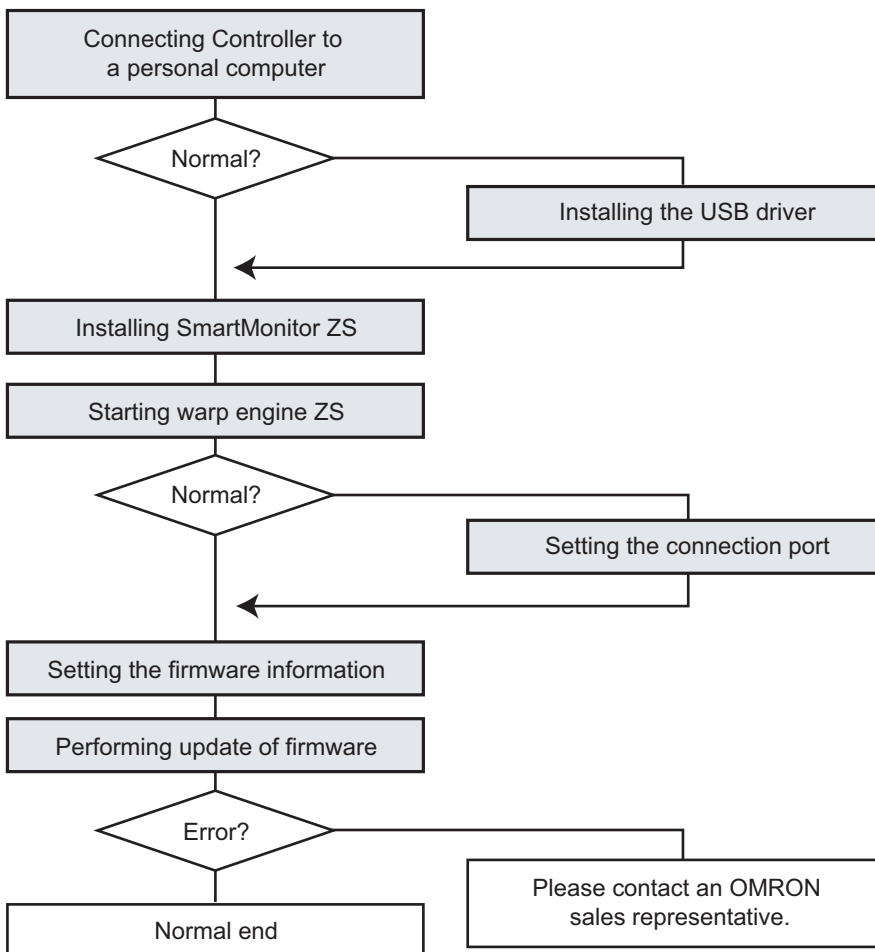 Connecting Controller to
a personal computer
Normal?
Installing the USB driver
Installing SmartMonitor ZS
Starting warp engine ZS
Normal?
Setting the connection port
Setting the firmware information
Performing update of firmware
Error?
Please contact an OMRON
sales representative.
Normal end